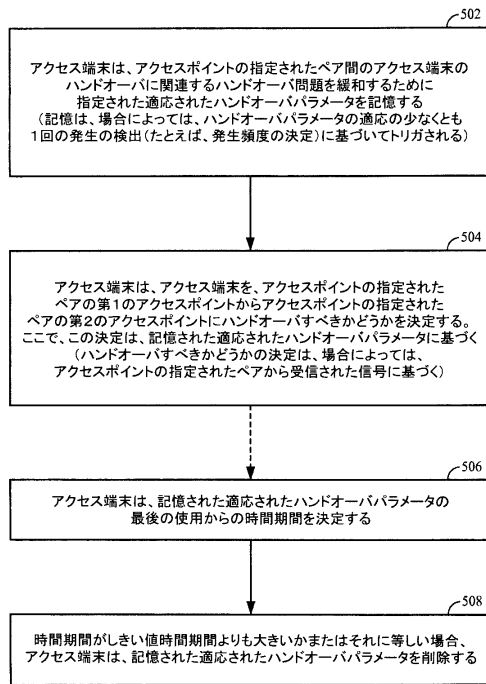 502
アクセス端末は、アクセスポイントの指定されたペア間のアクセス端末の
ハンドオーバに関連するハンドオーバ問題を緩和するために
指定された適応されたハンドオーバパラメータを記憶する
(記憶は、場合によっては、ハンドオーバパラメータの適応の少なくとも
1回の発生の検出(たとえば、発生頻度の決定)に基づいてトリガされる)
504
アクセス端末は、アクセス端末を、アクセスポイントの指定された
ペアの第1のアクセスポイントからアクセスポイントの指定された
ペアの第2のアクセスポイントにハンドオーバすべきかどうかを決定する。
ここで、この決定は、記憶された適応されたハンドオーバパラメータに基づく
(ハンドオーバすべきかどうかの決定は、場合によっては、
アクセスポイントの指定されたペアから受信された信号に基づく)
506
アクセス端末は、記憶された適応されたハンドオーバパラメータの
最後の使用からの時間期間を決定する
508
時間期間がしきい値時間期間よりも大きいかまたはそれに等しい場合、
アクセス端末は、記憶された適応されたハンドオーバパラメータを削除する